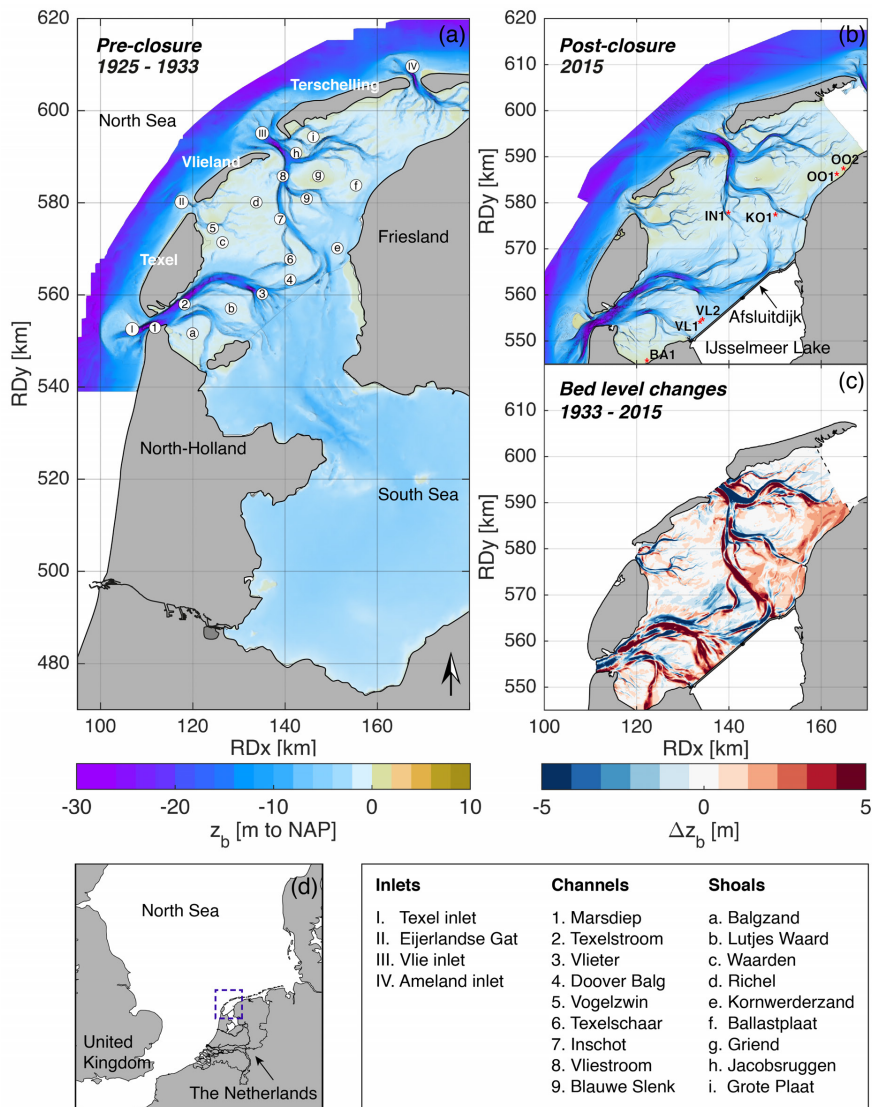 (a)
Pre-closure
1925 - 1933
North Sea
Terschelling
Vlieland
Texel
Friesland
North-Holland
South Sea
I
II
III
IV
1
2
3
4
5
6
7
8
9
a
b
c
d
e
f
g
h
i
620
600
580
560
540
520
500
480
RDy [km]
100
120
140
160
RDx [km]
(b)
Post-closure
2015
OO2
OO1
IN1
KO1
VL2
VL1
BA1
Afsluitdijk
IJsselmeer Lake
620
610
600
590
580
570
560
550
RDy [km]
(c)
Bed level changes
1933 - 2015
610
600
590
580
570
560
550
RDy [km]
100
120
140
160
RDx [km]
-30
-20
-10
0
10
z_b [m to NAP]
-5
0
5
Δz_b [m]
(d)
North Sea
United
Kingdom
The Netherlands
Inlets
I. Texel inlet
II. Eijerlandse Gat
III. Vlie inlet
IV. Ameland inlet
Channels
1. Marsdiep
2. Texelstroom
3. Vlieter
4. Doover Balg
5. Vogelzwin
6. Texelschaar
7. Inschot
8. Vliestroom
9. Blauwe Slenk
Shoals
a. Balgzand
b. Lutjes Waard
c. Waarden
d. Richel
e. Kornwerderzand
f. Ballastplaat
g. Griend
h. Jacobsruggen
i. Grote Plaat